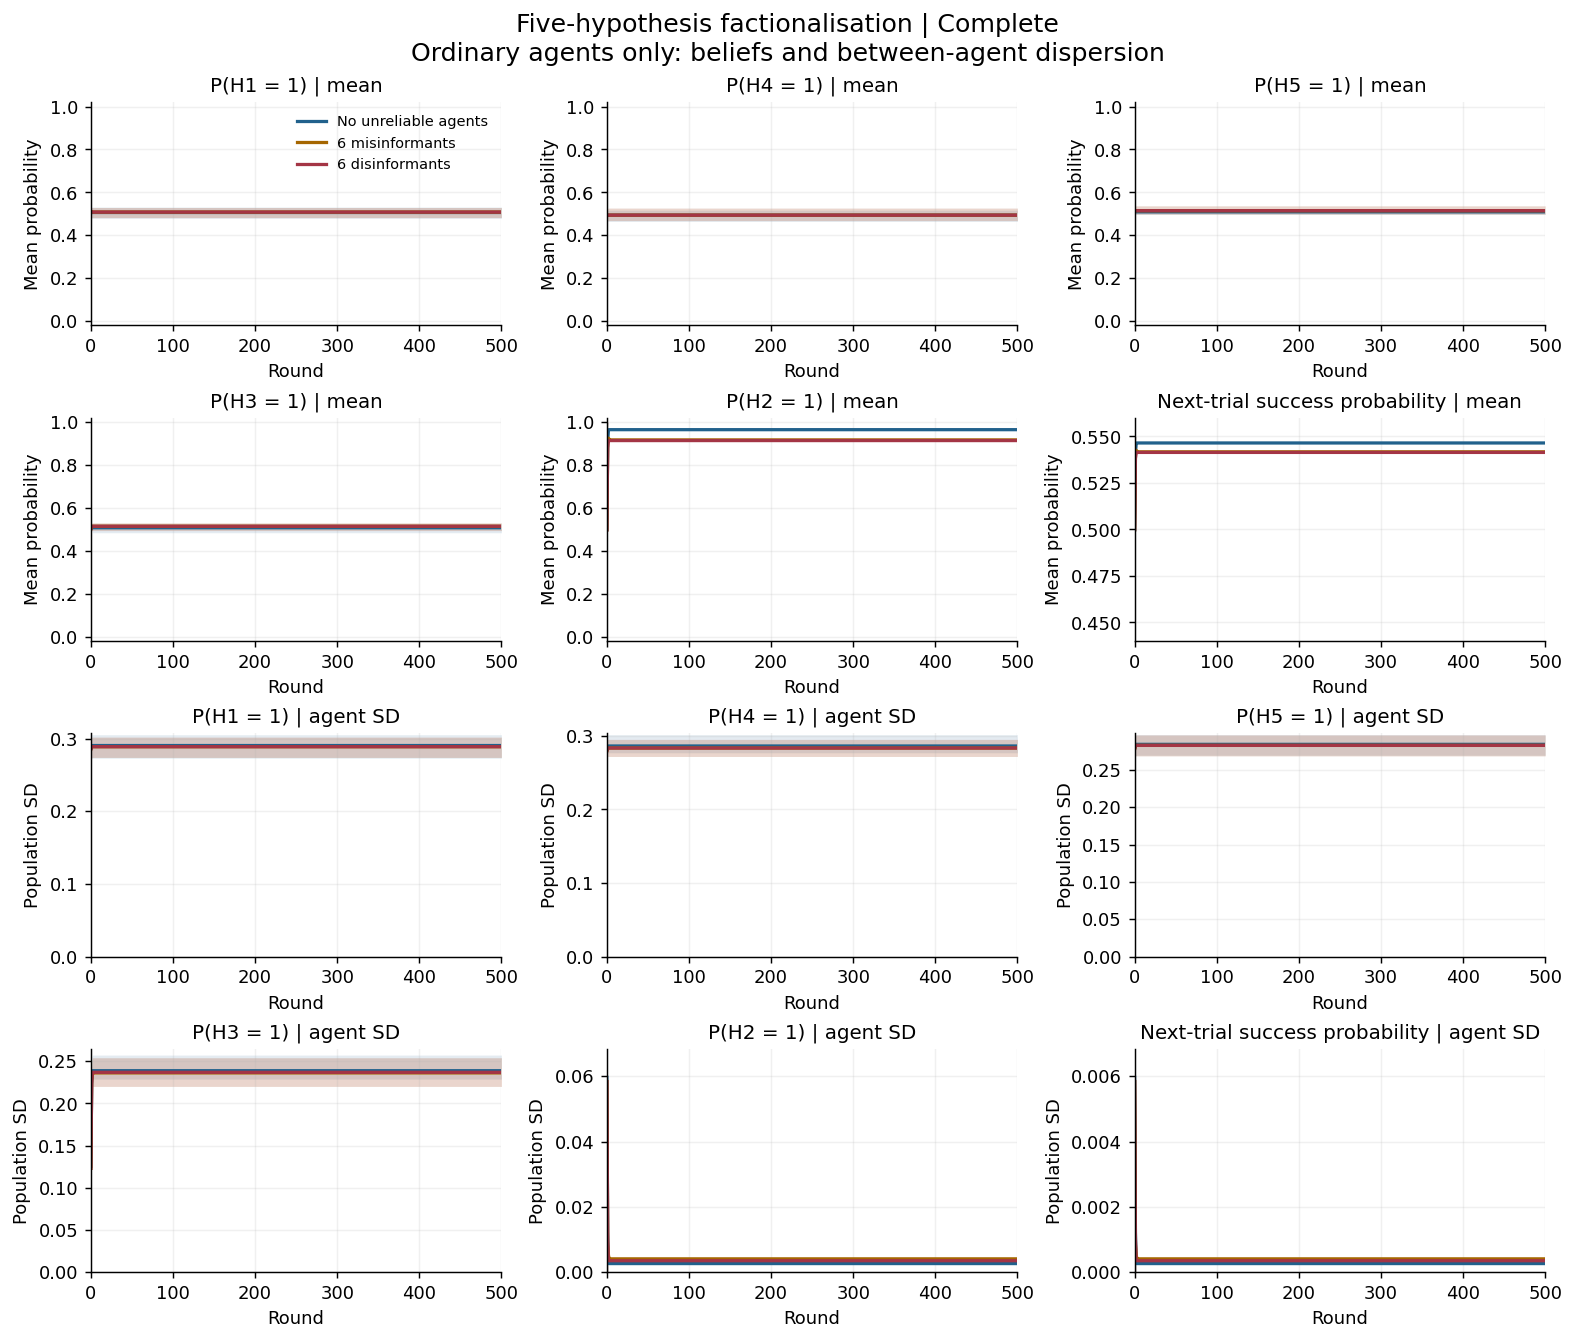 Five-hypothesis factionalisation | Complete
Ordinary agents only: beliefs and between-agent dispersion
P(H1 = 1) | mean
Mean probability
1.0
0.8
0.6
0.4
0.2
0.0
No unreliable agents
6 misinformants
6 disinformants
0 100 200 300 400 500
Round
P(H4 = 1) | mean
Mean probability
1.0
0.8
0.6
0.4
0.2
0.0
0 100 200 300 400 500
Round
P(H5 = 1) | mean
Mean probability
1.0
0.8
0.6
0.4
0.2
0.0
0 100 200 300 400 500
Round
P(H3 = 1) | mean
Mean probability
1.0
0.8
0.6
0.4
0.2
0.0
0 100 200 300 400 500
Round
P(H2 = 1) | mean
Mean probability
1.0
0.8
0.6
0.4
0.2
0.0
0 100 200 300 400 500
Round
Next-trial success probability | mean
Mean probability
0.550
0.525
0.500
0.475
0.450
0 100 200 300 400 500
Round
P(H1 = 1) | agent SD
Population SD
0.3
0.2
0.1
0.0
0 100 200 300 400 500
Round
P(H4 = 1) | agent SD
Population SD
0.3
0.2
0.1
0.0
0 100 200 300 400 500
Round
P(H5 = 1) | agent SD
Population SD
0.25
0.20
0.15
0.10
0.05
0.00
0 100 200 300 400 500
Round
P(H3 = 1) | agent SD
Population SD
0.25
0.20
0.15
0.10
0.05
0.00
0 100 200 300 400 500
Round
P(H2 = 1) | agent SD
Population SD
0.06
0.04
0.02
0.00
0 100 200 300 400 500
Round
Next-trial success probability | agent SD
Population SD
0.006
0.004
0.002
0.000
0 100 200 300 400 500
Round